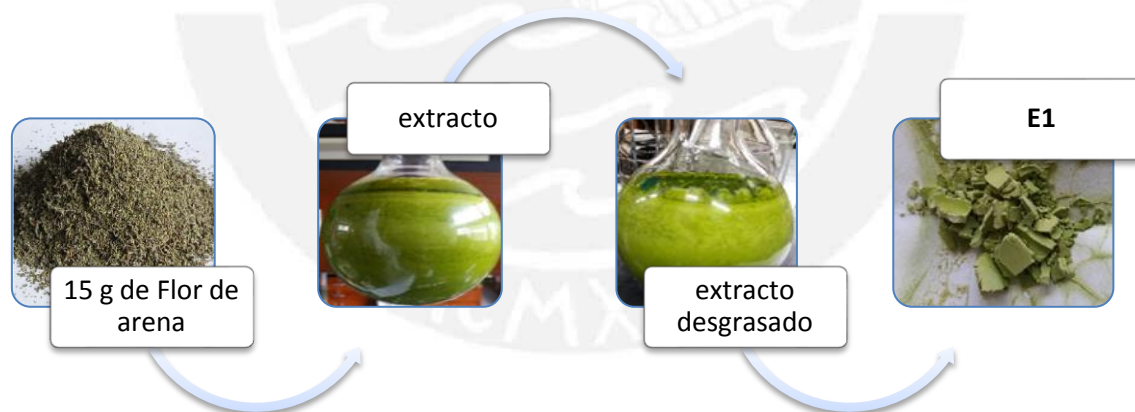 extracto
E1
15 g de Flor de
arena
extracto
desgrasado